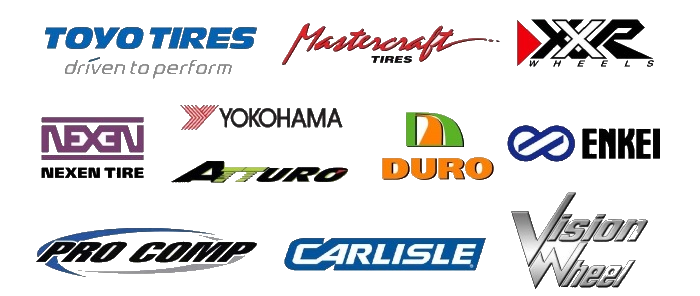 TOYO TIRES
driven to perform
Mastercraft
TIRES
XXR
WHEELS
NEXEN
NEXEN TIRE
YOKOHAMA
ATTURO
DURO
ENKEI
PRO COMP
CARLISLE
Vision
Wheel